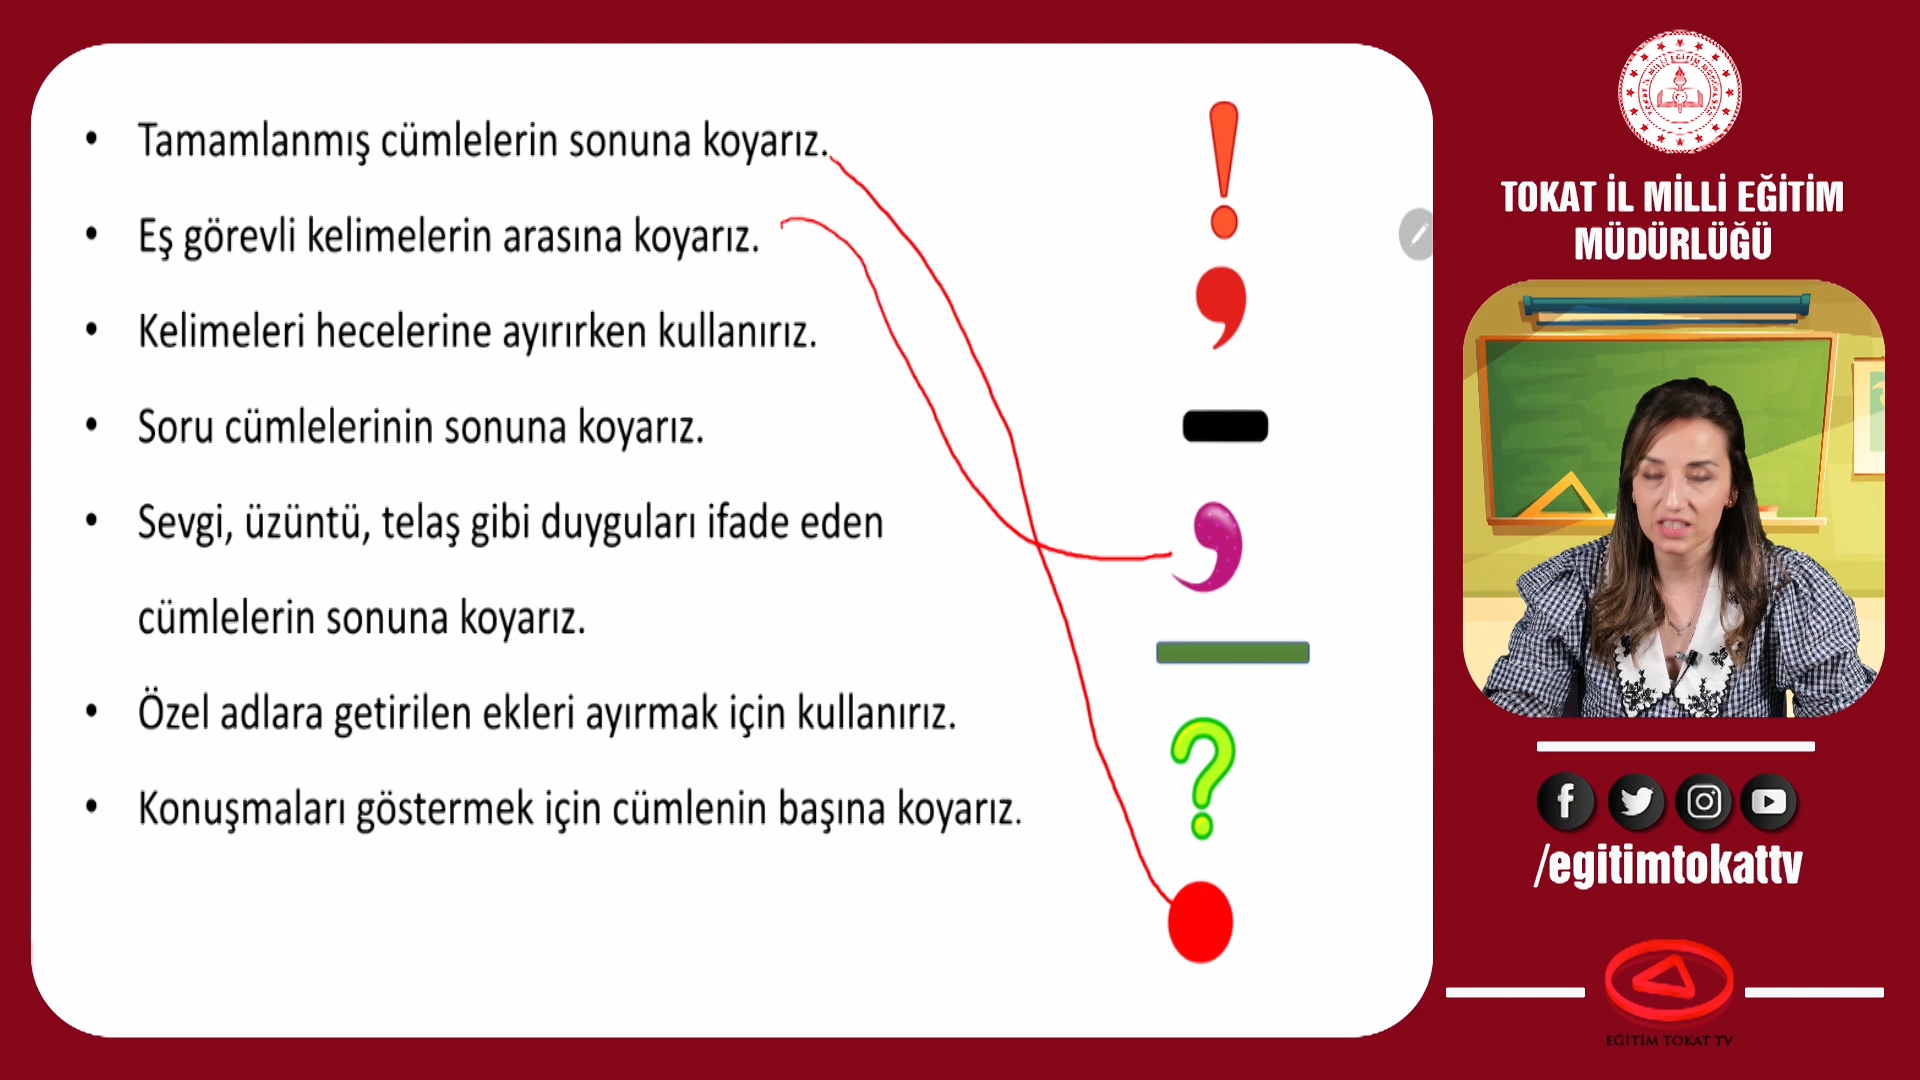 • Tamamlanmış cümlelerin sonuna koyarız.
• Eş görevli kelimelerin arasına koyarız.
• Kelimeleri hecelerine ayırırken kullanırız.
• Soru cümlelerinin sonuna koyarız.
• Sevgi, üzüntü, telaş gibi duyguları ifade eden
cümlelerin sonuna koyarız.
• Özel adlara getirilen ekleri ayırmak için kullanırız.
• Konuşmaları göstermek için cümlenin başına koyarız.
!
,
-
,
—
?
.
TOKAT İL MİLLİ EĞİTİM
MÜDÜRLÜĞÜ
/egitimtokattv
EĞİTİM TOKAT TV